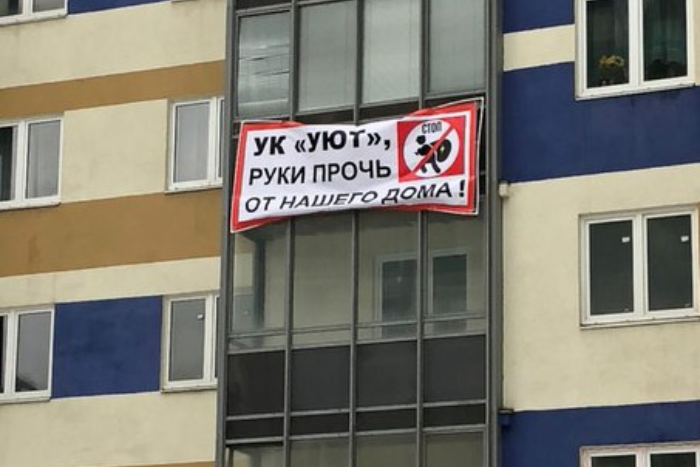 УК «УЮТ»,
РУКИ ПРОЧЬ
ОТ НАШЕГО ДОМА!
СТОП